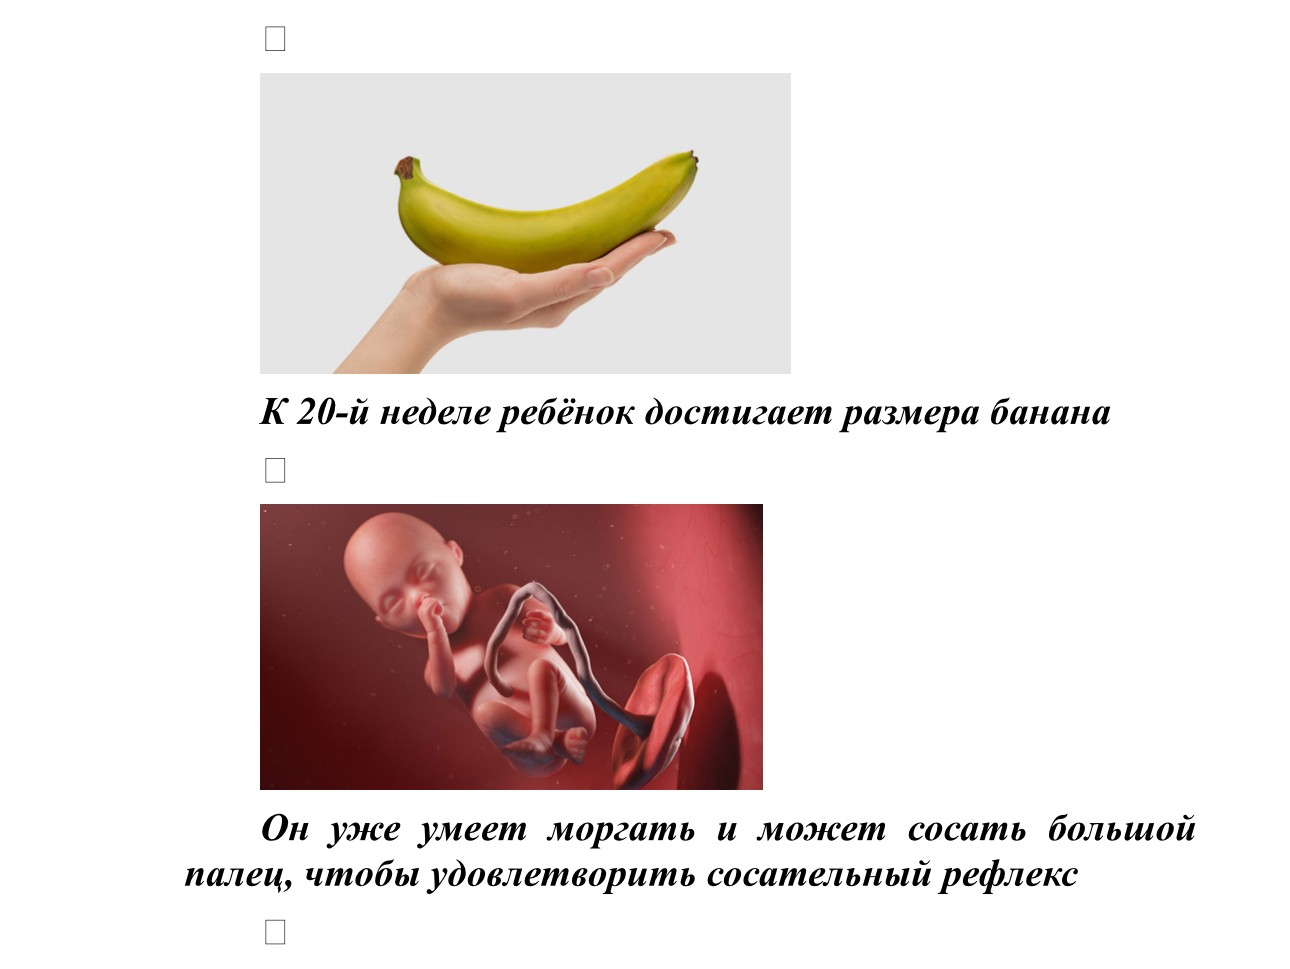 К 20-й неделе ребёнок достигает размера банана
Он уже умеет моргать и может сосать большой
палец, чтобы удовлетворить сосательный рефлекс